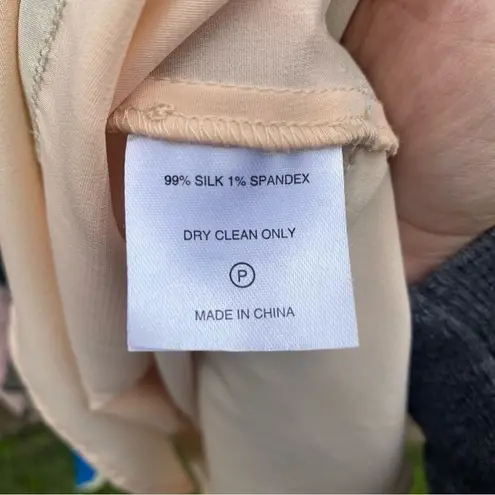 99% SILK 1% SPANDEX
DRY CLEAN ONLY
P
MADE IN CHINA